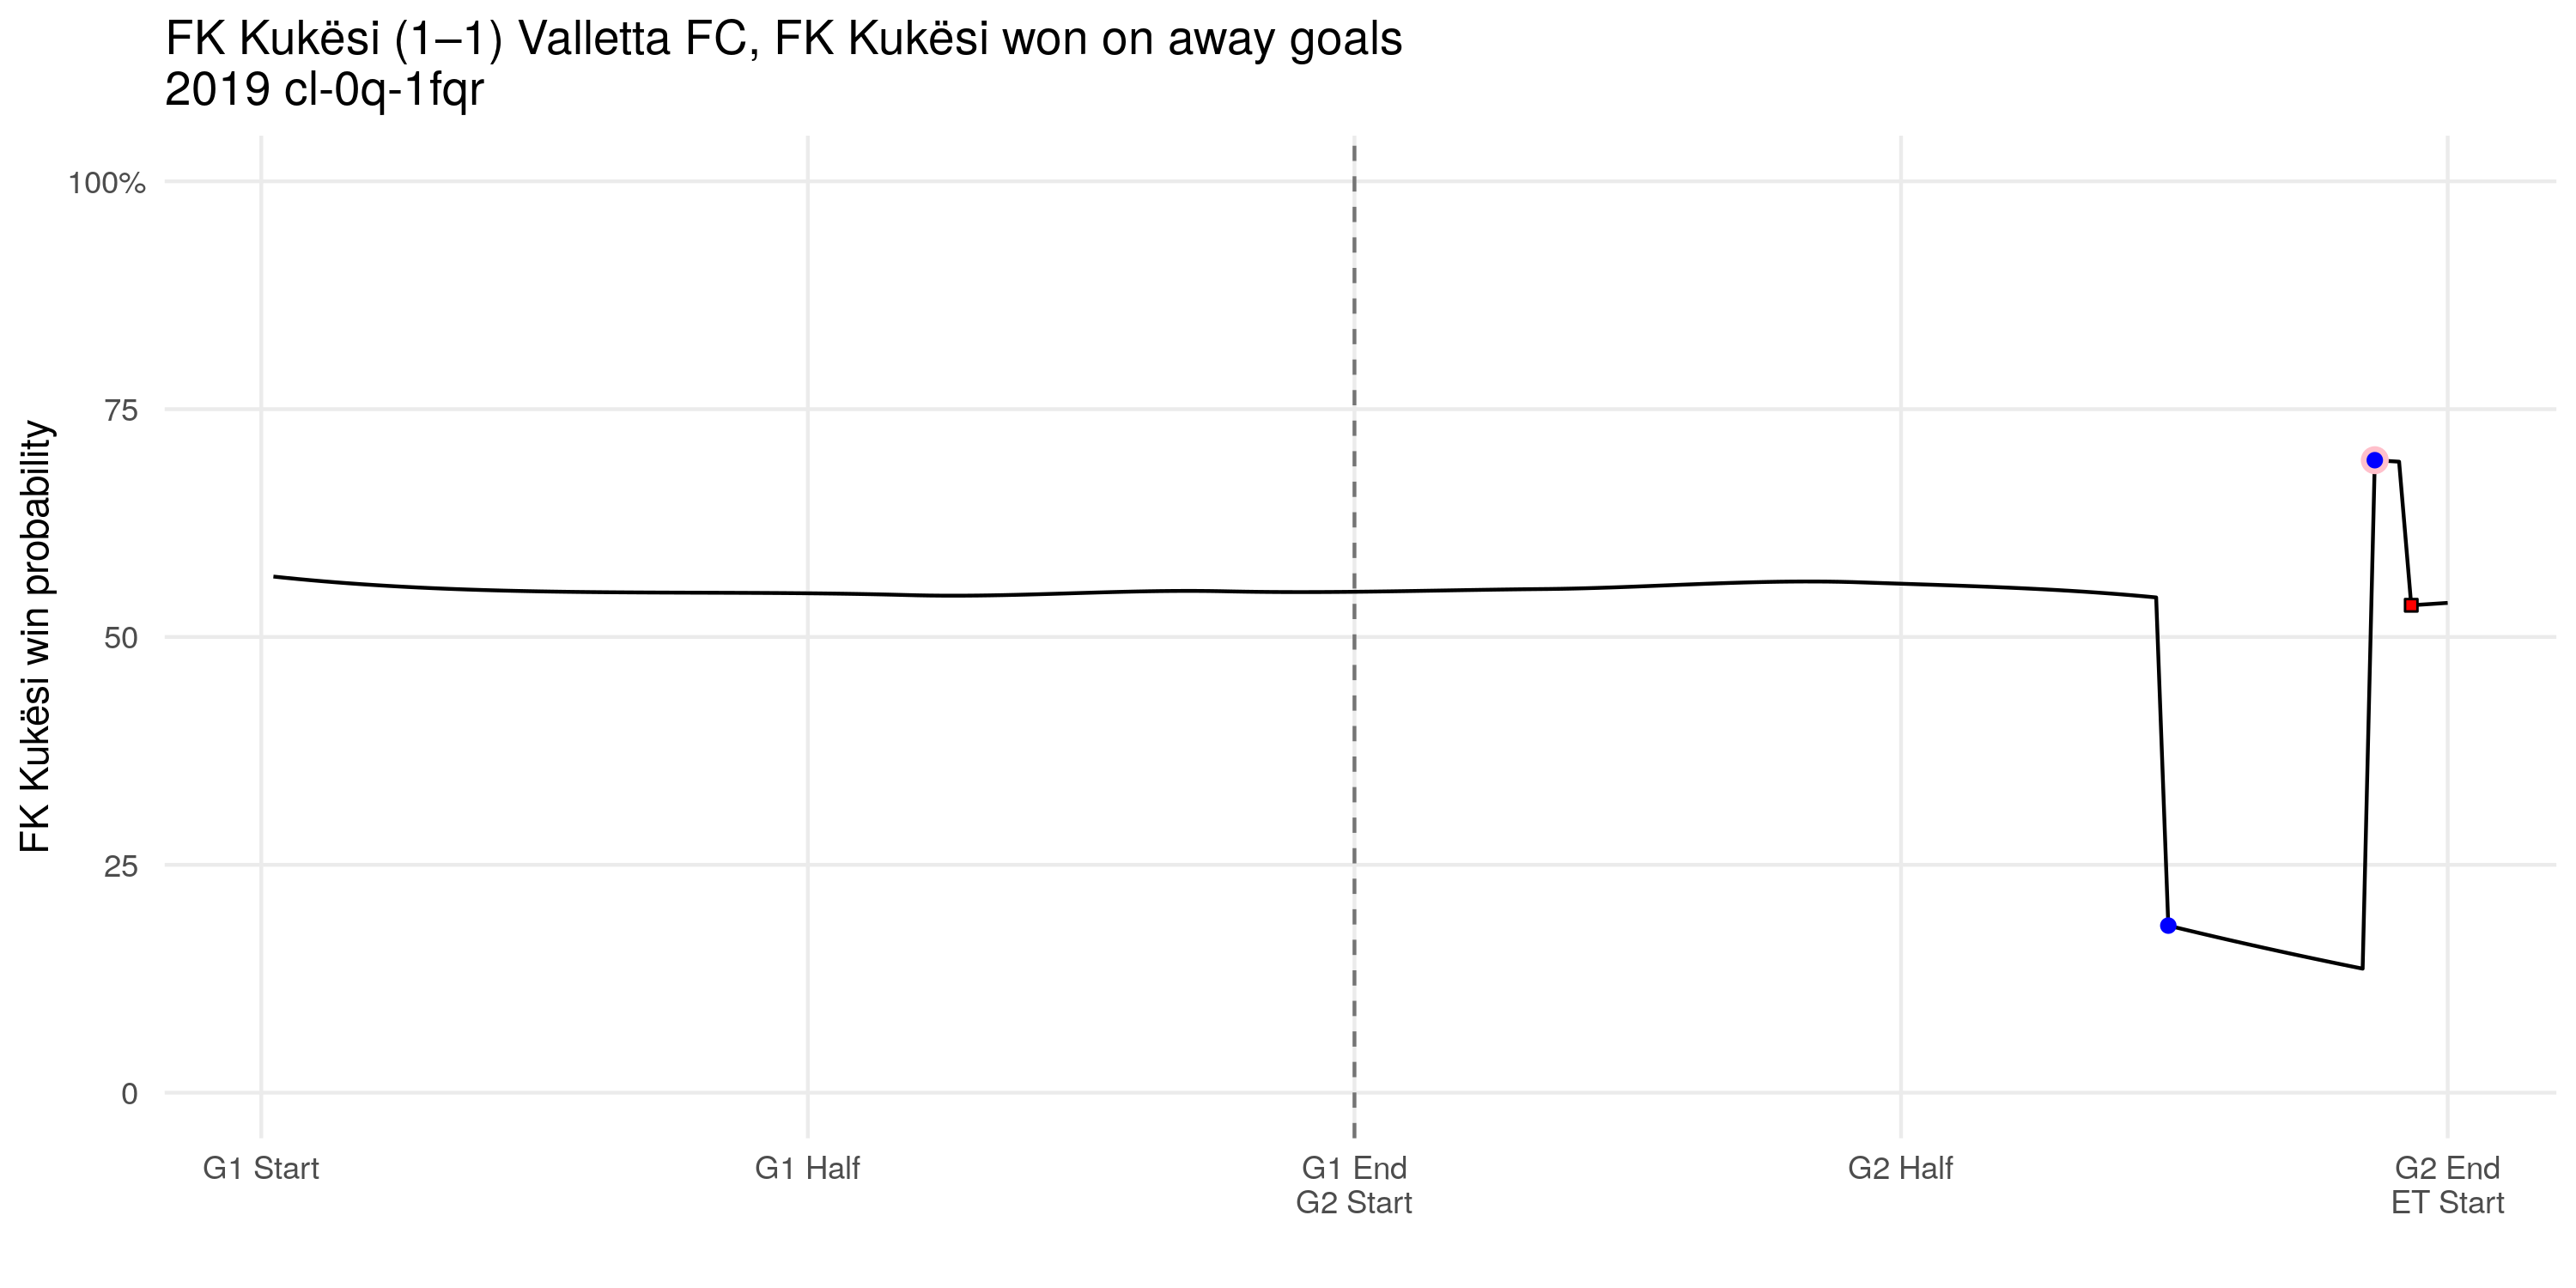 FK Kukësi (1–1) Valletta FC, FK Kukësi won on away goals
2019 cl-0q-1fqr
FK Kukësi win probability
100%
75
50
25
0
G1 Start
G1 Half
G1 End
G2 Start
G2 Half
G2 End
ET Start